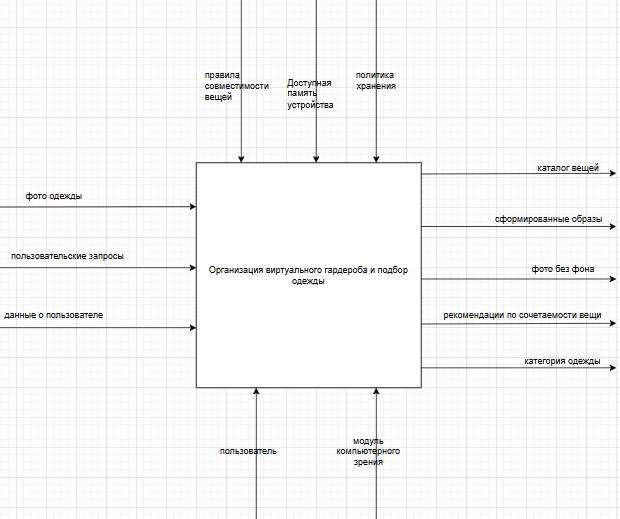 правила
совместимости
вещей
Доступная
память
устройства
политика
хранения
фото одежды
пользовательские запросы
данные о пользователе
Организация виртуального гардероба и подбор
одежды
каталог вещей
сформированные образы
фото без фона
рекомендации по сочетаемости вещи
категория одежды
пользователь
модуль
компьютерного
зрения